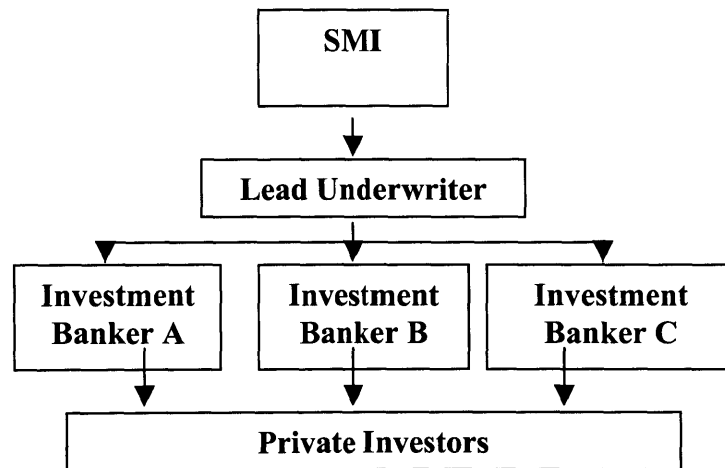 SMI
Lead Underwriter
Investment
Banker A
Investment
Banker B
Investment
Banker C
Private Investors